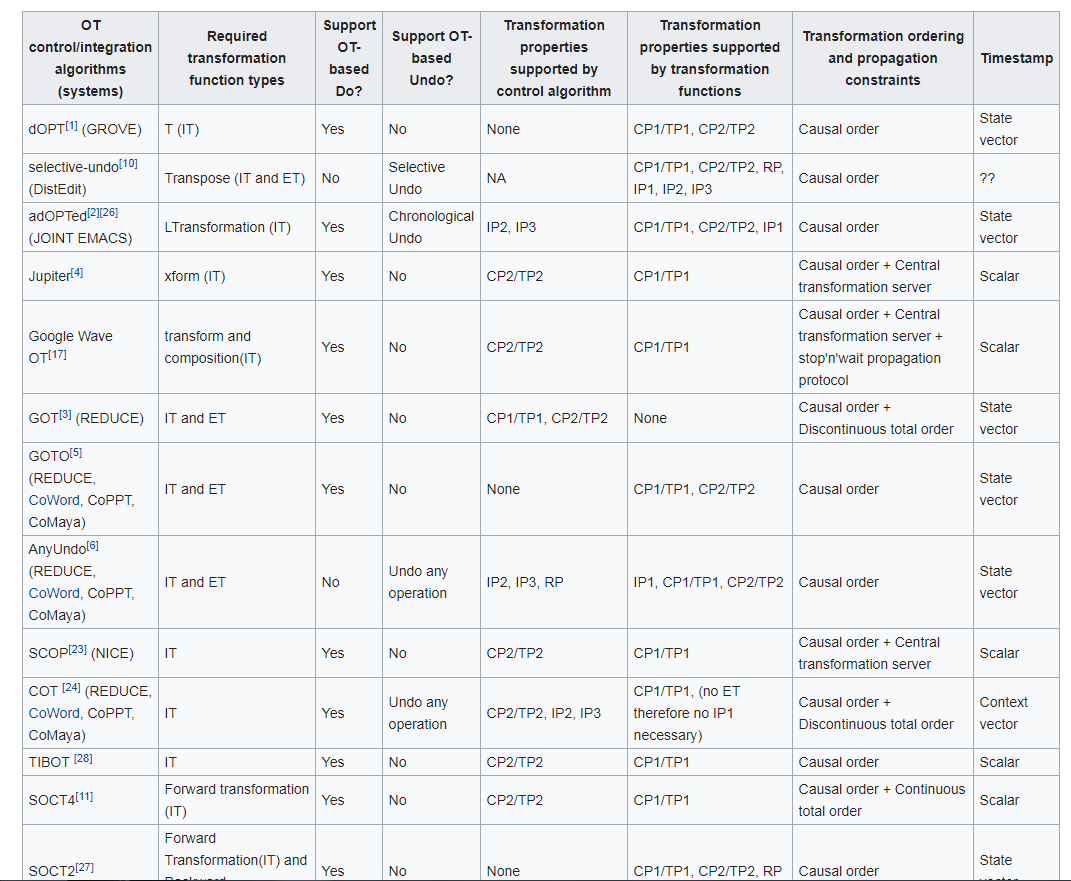 OT
control/integration
algorithms
(systems)
Required
transformation
function types
Support
OT-
based
Do?
Support OT-
based
Undo?
Transformation
properties
supported by
control algorithm
Transformation
properties supported
by transformation
functions
Transformation ordering
and propagation
constraints
Timestamp
dOPT[1] (GROVE)
T (IT)
Yes
No
None
CP1/TP1, CP2/TP2
Causal order
State
vector
selective-undo[10]
(DistEdit)
Transpose (IT and ET)
No
Selective
Undo
NA
CP1/TP1, CP2/TP2, RP,
IP1, IP2, IP3
Causal order
??
adOPTed[2][26]
(JOINT EMACS)
LTransformation (IT)
Yes
Chronological
Undo
IP2, IP3
CP1/TP1, CP2/TP2, IP1
Causal order
State
vector
Jupiter[4]
xform (IT)
Yes
No
CP2/TP2
CP1/TP1
Causal order + Central
transformation server
Scalar
Google Wave
OT[17]
transform and
composition(IT)
Yes
No
CP2/TP2
CP1/TP1
Causal order + Central
transformation server +
stop'n'wait propagation
protocol
Scalar
GOT[3] (REDUCE)
IT and ET
Yes
No
CP1/TP1, CP2/TP2
None
Causal order +
Discontinuous total order
State
vector
GOTO[5]
(REDUCE,
CoWord, CoPPT,
CoMaya)
IT and ET
Yes
No
None
CP1/TP1, CP2/TP2
Causal order
State
vector
AnyUndo[6]
(REDUCE,
CoWord, CoPPT,
CoMaya)
IT and ET
No
Undo any
operation
IP2, IP3, RP
IP1, CP1/TP1, CP2/TP2
Causal order
State
vector
SCOP[23] (NICE)
IT
Yes
No
CP2/TP2
CP1/TP1
Causal order + Central
transformation server
Scalar
COT [24] (REDUCE,
CoWord, CoPPT,
CoMaya)
IT
Yes
Undo any
operation
CP2/TP2, IP2, IP3
CP1/TP1, (no ET
therefore no IP1
necessary)
Causal order +
Discontinuous total order
Context
vector
TIBOT [28]
IT
Yes
No
CP2/TP2
CP1/TP1
Causal order
Scalar
SOCT4[11]
Forward transformation
(IT)
Yes
No
CP2/TP2
CP1/TP1
Causal order + Continuous
total order
Scalar
SOCT2[27]
Forward
Transformation(IT) and
Yes
No
None
CP1/TP1, CP2/TP2, RP
Causal order
State